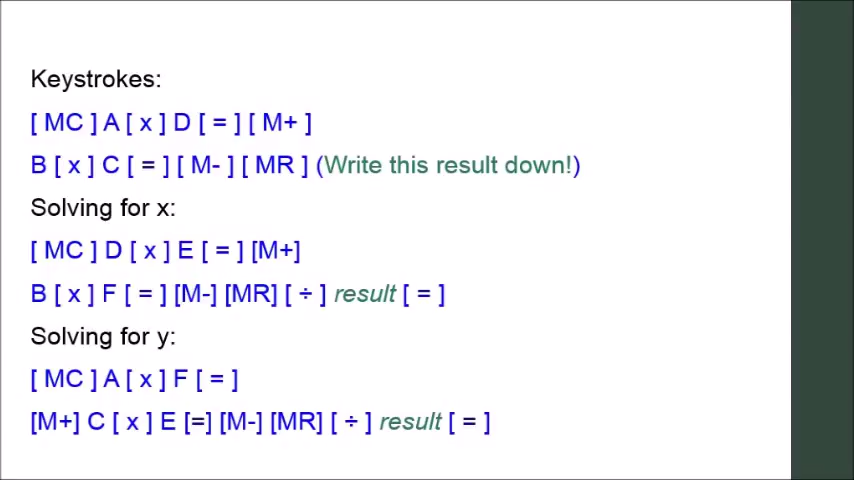 Keystrokes:
[ MC ] A [ x ] D [ = ] [ M+ ]
B [ x ] C [ = ] [ M- ] [ MR ] (Write this result down!)
Solving for x:
[ MC ] D [ x ] E [ = ] [M+]
B [ x ] F [ = ] [M-] [MR] [ ÷ ] result [ = ]
Solving for y:
[ MC ] A [ x ] F [ = ]
[M+] C [ x ] E [=] [M-] [MR] [ ÷ ] result [ = ]